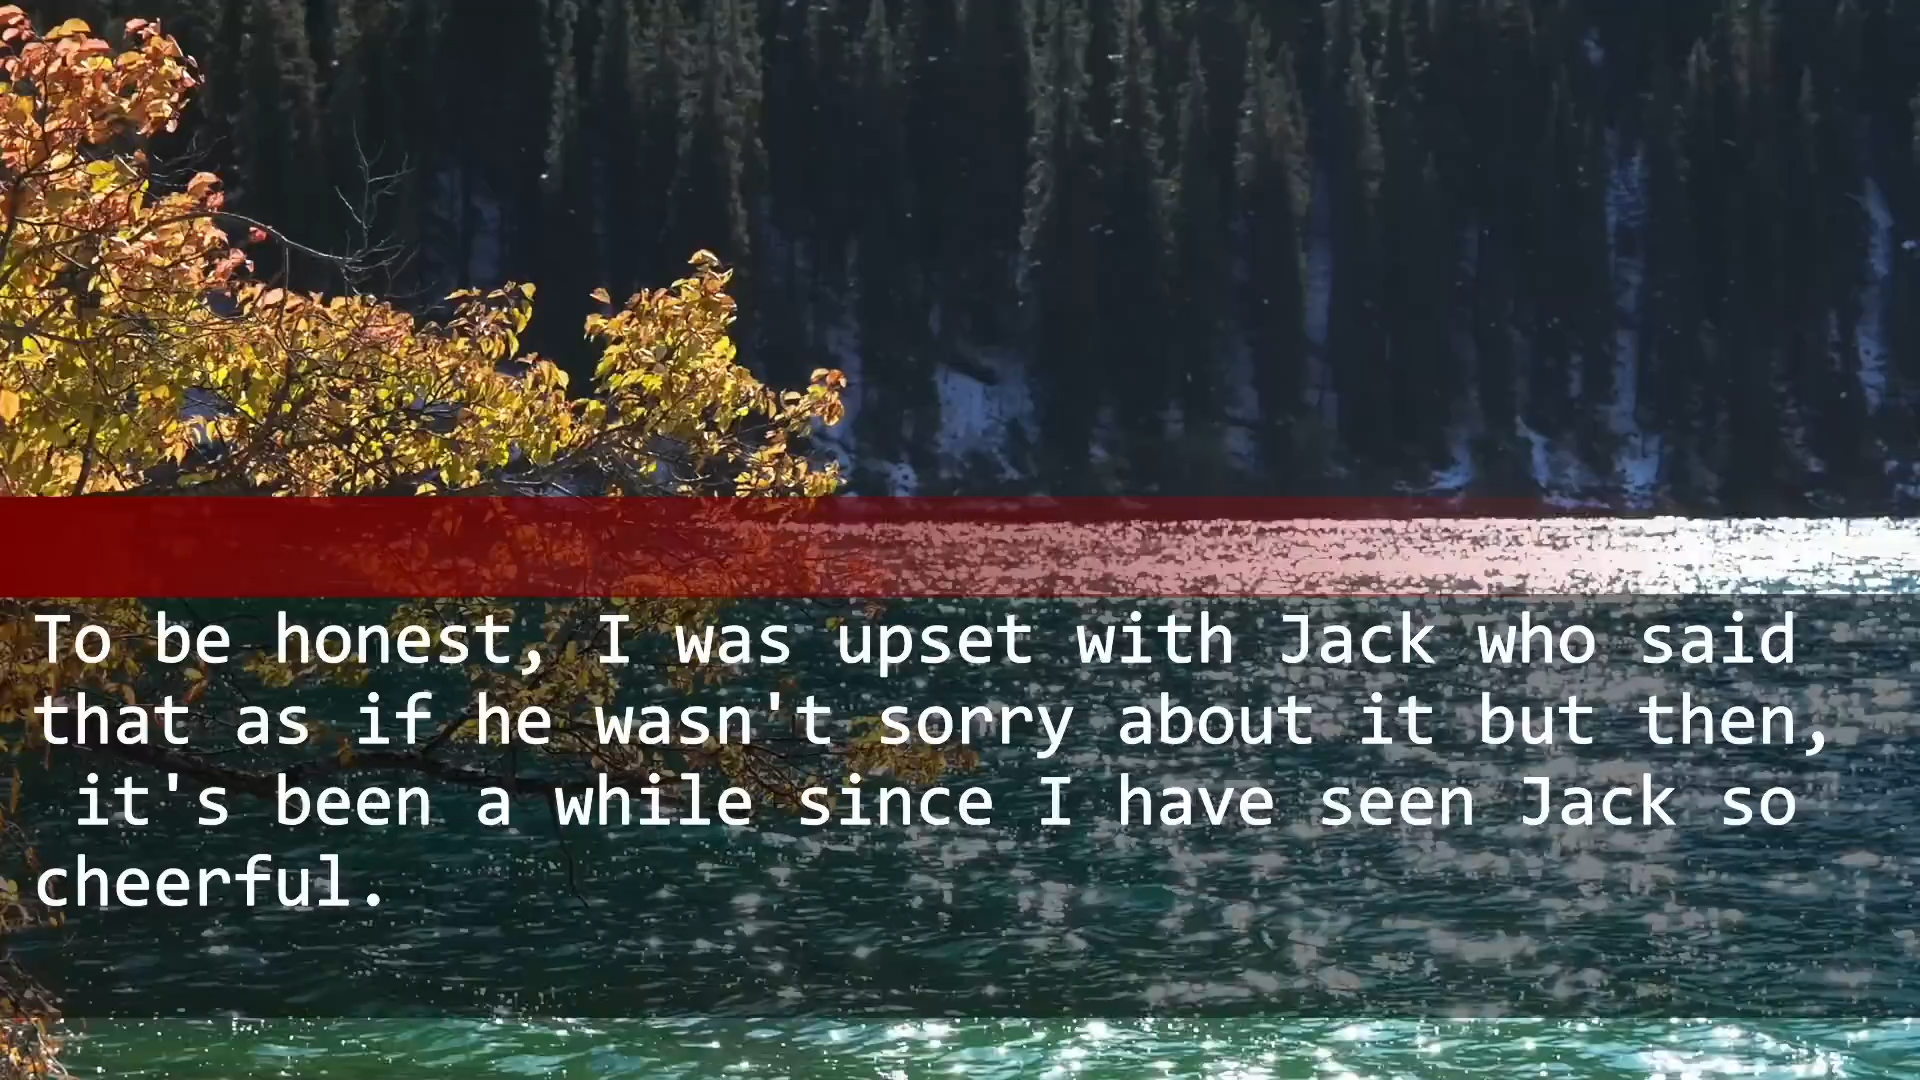 To be honest, I was upset with Jack who said
that as if he wasn't sorry about it but then,
it's been a while since I have seen Jack so
cheerful.